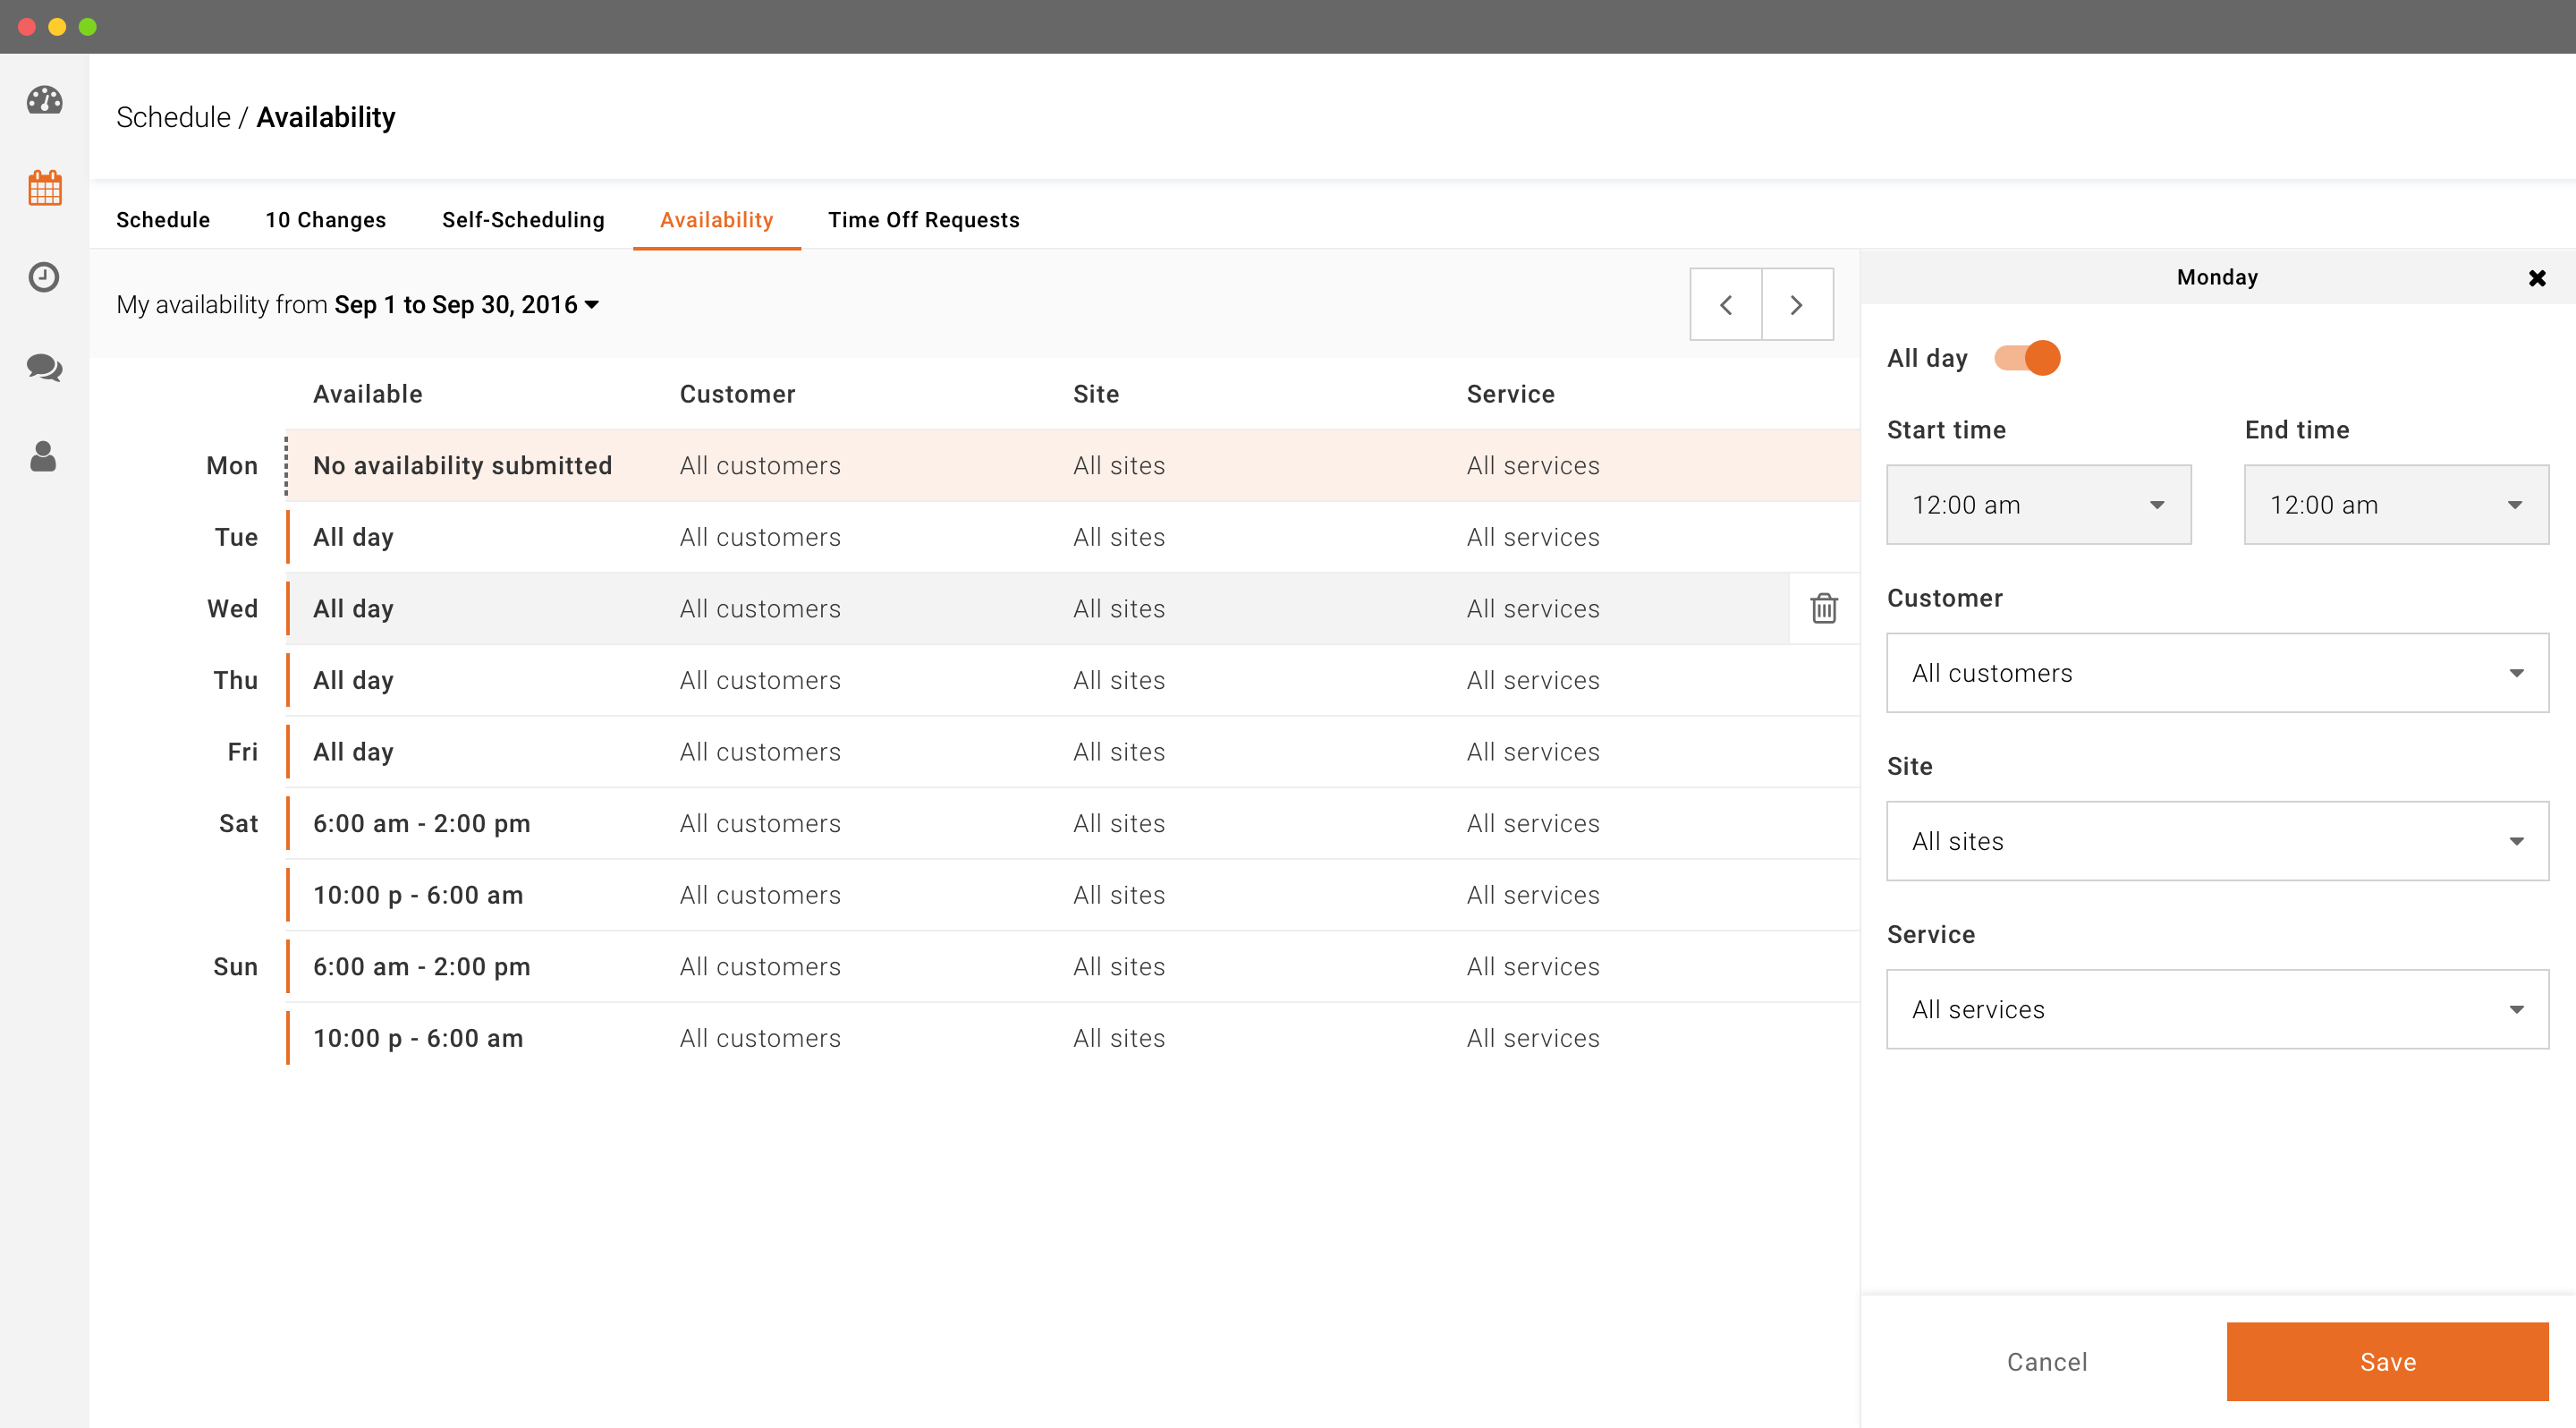 Schedule / Availability
Schedule 10 Changes Self-Scheduling Availability Time Off Requests
My availability from Sep 1 to Sep 30, 2016
Available Customer Site Service
Mon No availability submitted All customers All sites All services
Tue All day All customers All sites All services
Wed All day All customers All sites All services
Thu All day All customers All sites All services
Fri All day All customers All sites All services
Sat 6:00 am - 2:00 pm All customers All sites All services
10:00 p - 6:00 am All customers All sites All services
Sun 6:00 am - 2:00 pm All customers All sites All services
10:00 p - 6:00 am All customers All sites All services
Monday
All day
Start time End time
12:00 am 12:00 am
Customer
All customers
Site
All sites
Service
All services
Cancel Save